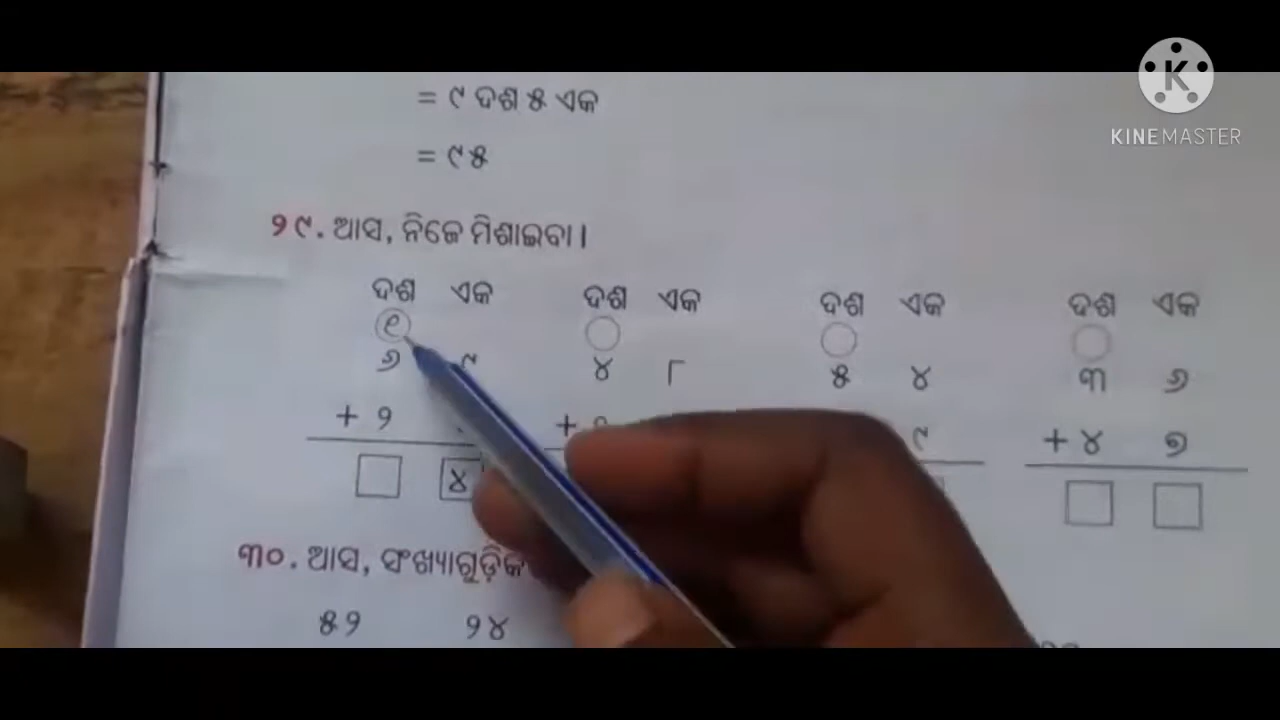 = ୯ ଦଶ ୫ ଏକ
= ୯୫
୨୯. ଆସ, ନିଜେ ମିଶାଇବା।
ଦଶ ଏକ ଦଶ ଏକ ଦଶ ଏକ ଦଶ ଏକ
୧
୬ ୯ ୪ ୮ ୫ ୪ ୩ ୬
+ ୨ + ୯ + ୪ ୭
୪
୩୦. ଆସ, ସଂଖ୍ୟାଗୁଡ଼ିକ
୫୨ ୨୪
KINEMASTER